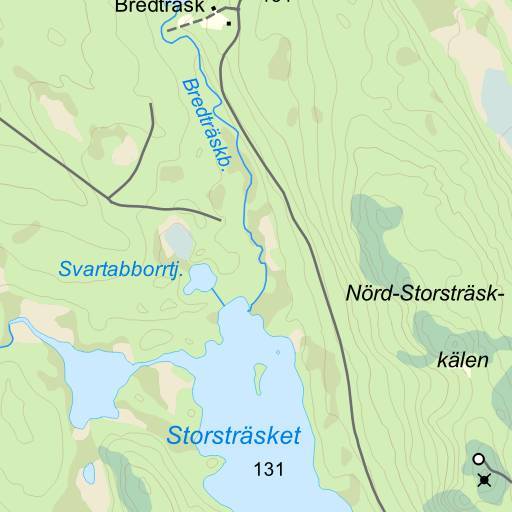 Bredträsk
Bredträskb.
Svartabborrtj.
Nörd-Storsträsk-
kälen
Storsträsket
131